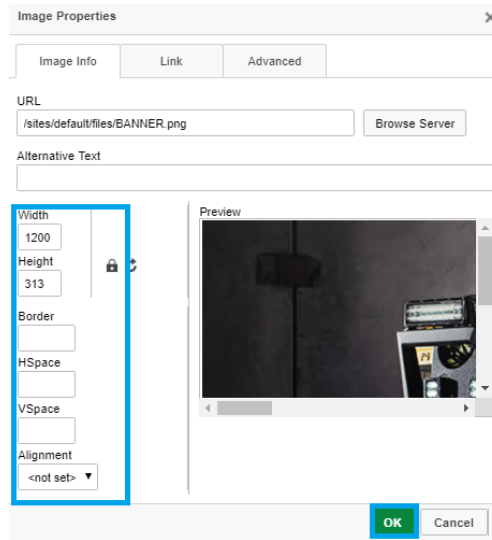 Image Properties
Image Info Link Advanced
URL
/sites/default/files/BANNER.png Browse Server
Alternative Text
Width
1200
Height
313
Border
HSpace
VSpace
Alignment
<not set>
Preview
OK Cancel